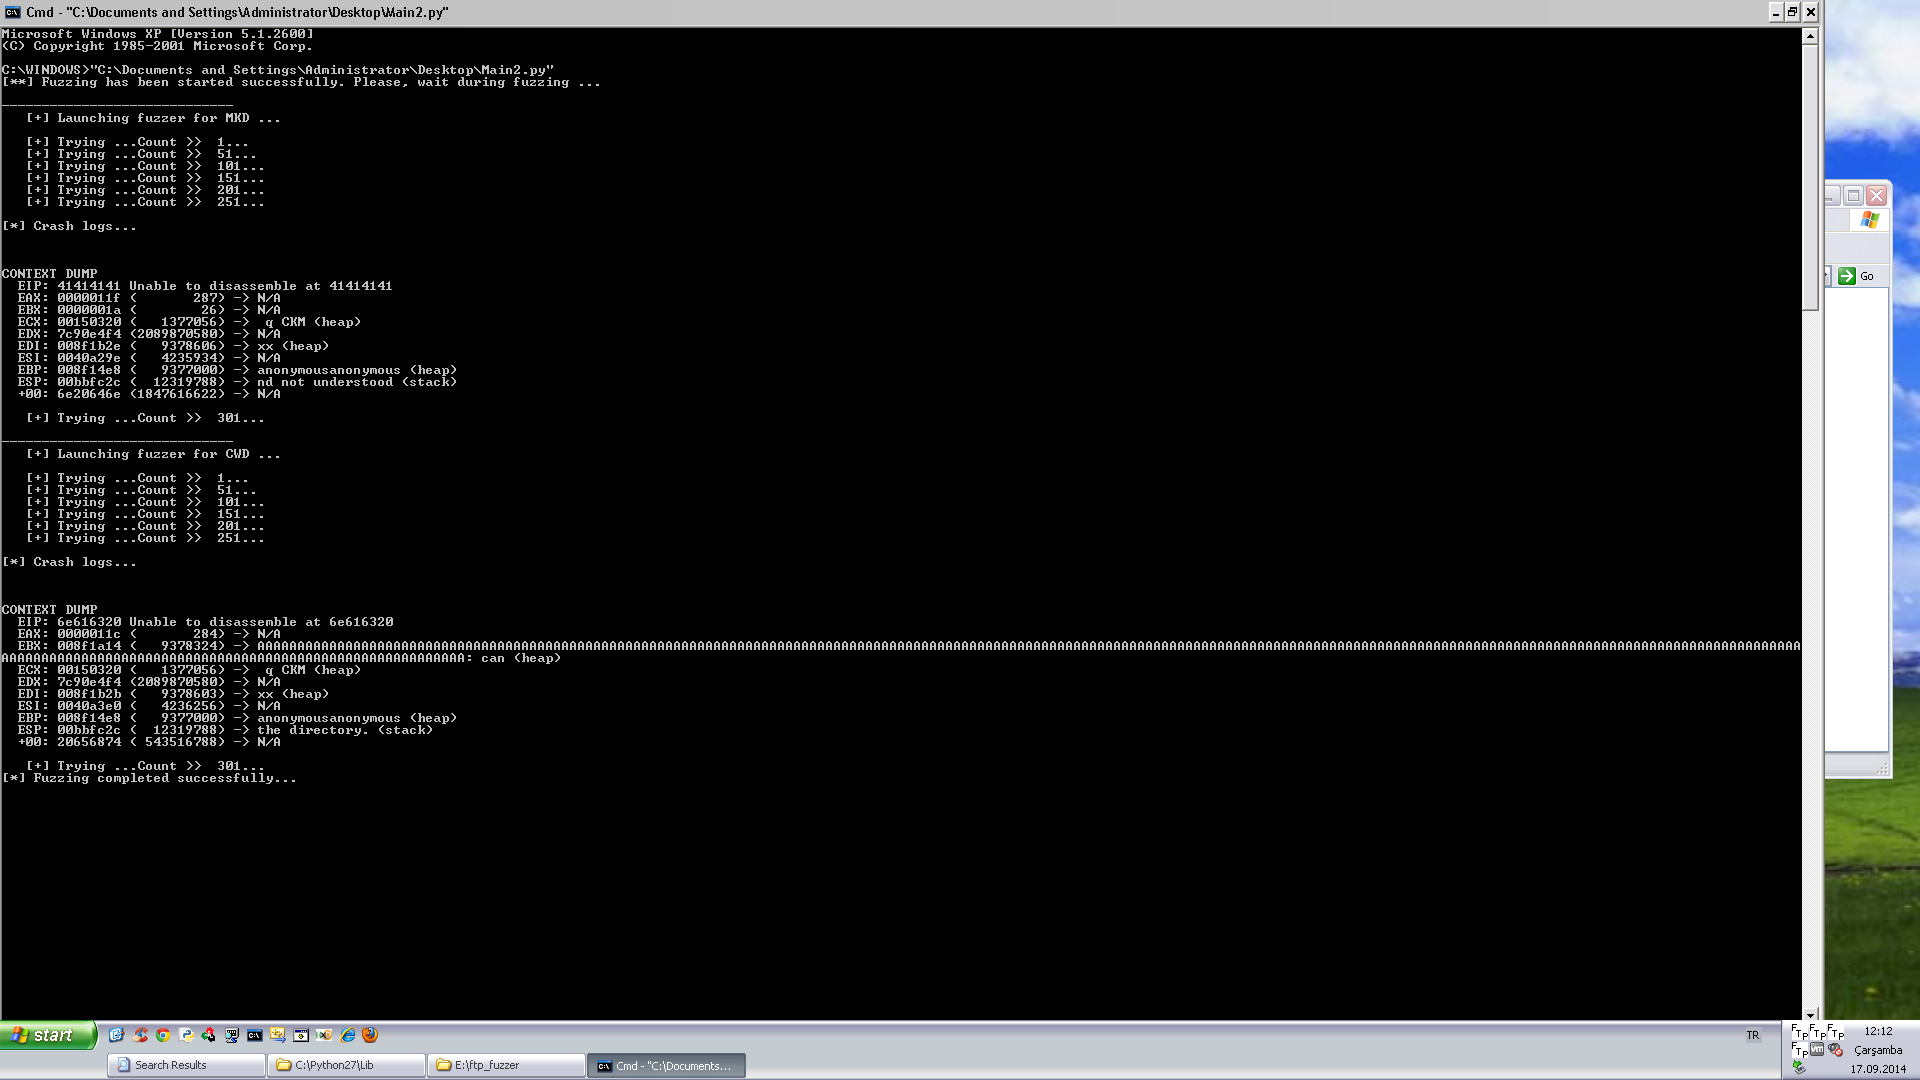 Cmd - "C:\Documents and Settings\Administrator\Desktop\Main2.py"
Microsoft Windows XP [Version 5.1.2600]
(C) Copyright 1985-2001 Microsoft Corp.
C:\WINDOWS>"C:\Documents and Settings\Administrator\Desktop\Main2.py"
[**] Fuzzing has been started successfully. Please, wait during fuzzing ...
_____________________________
[+] Launching fuzzer for MKD ...
[+] Trying ...Count >>  1...
[+] Trying ...Count >>  51...
[+] Trying ...Count >>  101...
[+] Trying ...Count >>  151...
[+] Trying ...Count >>  201...
[+] Trying ...Count >>  251...
[*] Crash logs...
CONTEXT DUMP
EIP: 41414141 Unable to disassemble at 41414141
EAX: 0000011f (       287) -> N/A
EBX: 0000001a (        26) -> N/A
ECX: 00150320 (   1377056) ->  q CKM (heap)
EDX: 7c90e4f4 (2089870580) -> N/A
EDI: 008f1b2e (   9378606) -> xx (heap)
ESI: 0040a29e (   4235934) -> N/A
EBP: 008f14e8 (   9377000) -> anonymousanonymous (heap)
ESP: 00bbfc2c (  12319788) -> nd not understood (stack)
+00: 6e20646e (1847616622) -> N/A
[+] Trying ...Count >>  301...
_____________________________
[+] Launching fuzzer for CWD ...
[+] Trying ...Count >>  1...
[+] Trying ...Count >>  51...
[+] Trying ...Count >>  101...
[+] Trying ...Count >>  151...
[+] Trying ...Count >>  201...
[+] Trying ...Count >>  251...
[*] Crash logs...
CONTEXT DUMP
EIP: 6e616320 Unable to disassemble at 6e616320
EAX: 0000011c (       284) -> N/A
EBX: 008f1a14 (   9378324) -> AAAAAAAAAAAAAAAAAAAAAAAAAAAAAAAAAAAAAAAAAAAAAAAAAAAAAAAAAAAAAAAAAAAAAAAAAAAAAAAAAAAAAAAAAAAAAAAAAAAAAAAAAAAAAAAAAAAAAAAAAAAAAAAAAAAAAAAAAAAAAAAAAAAAAAAAAAAAAAAAAAAAAAAAAAAAAAAAAAAAAAAAAAAAA
AAAAAAAAAAAAAAAAAAAAAAAAAAAAAAAAAAAAAAAAAAAAAAAAAAAAAAAAAA: can (heap)
ECX: 00150320 (   1377056) ->  q CKM (heap)
EDX: 7c90e4f4 (2089870580) -> N/A
EDI: 008f1b2b (   9378603) -> xx (heap)
ESI: 0040a3e0 (   4236256) -> N/A
EBP: 008f14e8 (   9377000) -> anonymousanonymous (heap)
ESP: 00bbfc2c (  12319788) -> the directory. (stack)
+00: 20656874 ( 543516788) -> N/A
[+] Trying ...Count >>  301...
[*] Fuzzing completed successfully...
Go
start
TR
FTP FTP FTP
FTP vm
12:12
Çarşamba
17.09.2014
Search Results
C:\Python27\Lib
E:\ftp_fuzzer
Cmd - "C:\Documents...